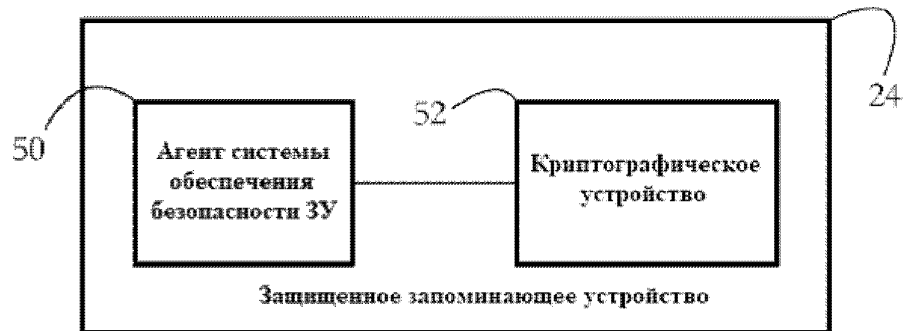 24
50
52
Агент системы
обеспечения
безопасности ЗУ
Криптографическое
устройство
Защищенное запоминающее устройство